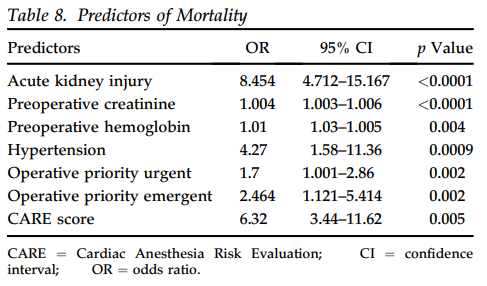 Table 8. Predictors of Mortality
Predictors OR 95% CI p Value
Acute kidney injury 8.454 4.712–15.167 <0.0001
Preoperative creatinine 1.004 1.003–1.006 <0.0001
Preoperative hemoglobin 1.01 1.03–1.005 0.004
Hypertension 4.27 1.58–11.36 0.0009
Operative priority urgent 1.7 1.001–2.86 0.002
Operative priority emergent 2.464 1.121–5.414 0.002
CARE score 6.32 3.44–11.62 0.005
CARE = Cardiac Anesthesia Risk Evaluation; CI = confidence
interval; OR = odds ratio.